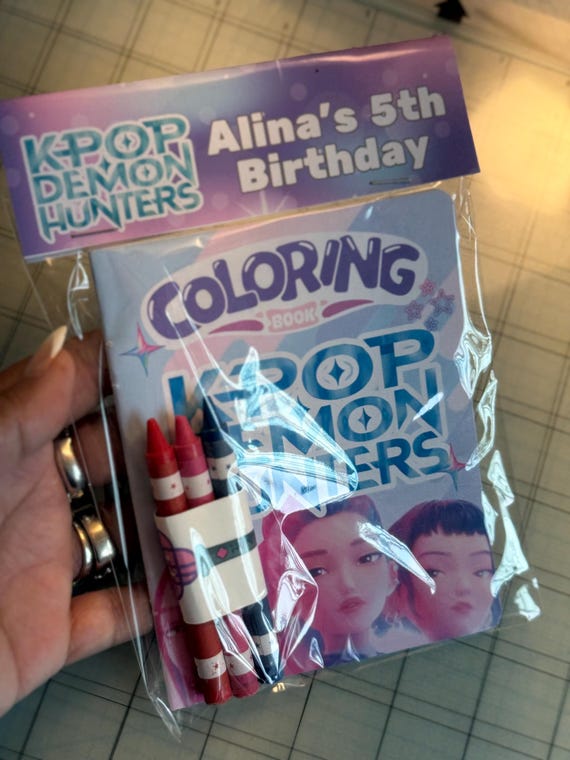 K-POP
DEMON
HUNTERS
Alina's 5th
Birthday
COLORING
BOOK
K-POP
DEMON
HUNTERS